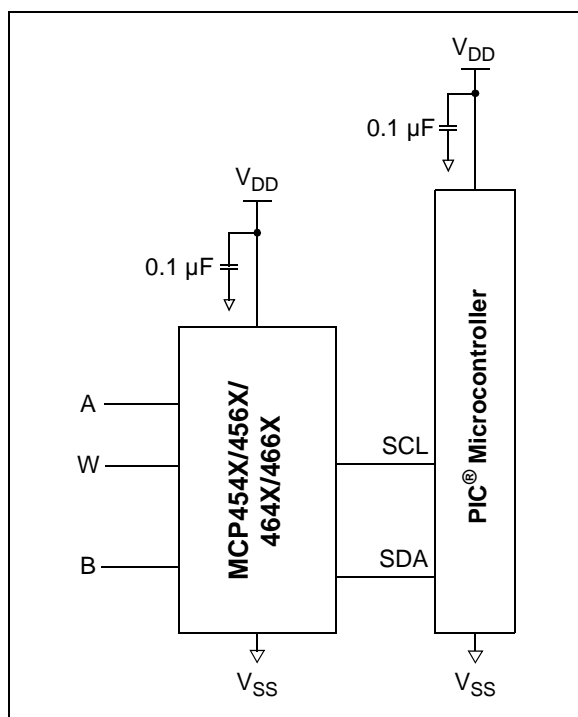 VDD
0.1 µF
VDD
0.1 µF
MCP454X/456X/
464X/466X
PIC® Microcontroller
A
W
B
SCL
SDA
VSS
VSS